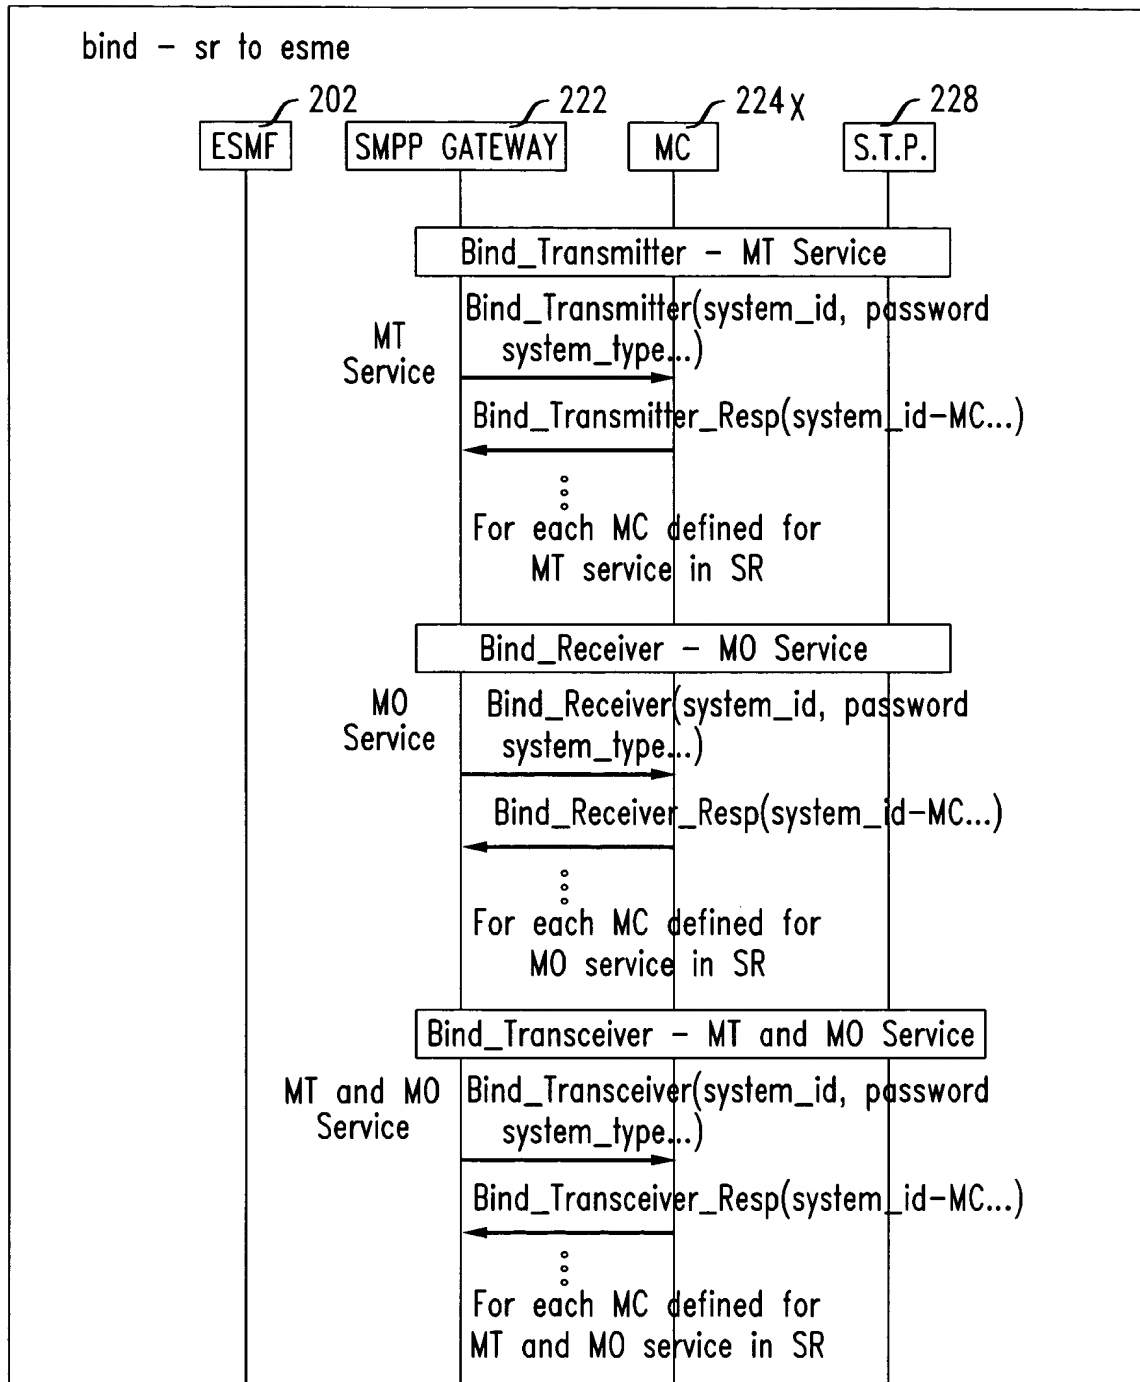 bind - sr to esme
202
222
224X
228
ESMF
SMPP GATEWAY
MC
S.T.P.
Bind_Transmitter - MT Service
MT
Service
Bind_Transmitter(system_id, password
system_type...)
Bind_Transmitter_Resp(system_id-MC...)
For each MC defined for
MT service in SR
Bind_Receiver - MO Service
MO
Service
Bind_Receiver(system_id, password
system_type...)
Bind_Receiver_Resp(system_id-MC...)
For each MC defined for
MO service in SR
Bind_Transceiver - MT and MO Service
MT and MO
Service
Bind_Transceiver(system_id, password
system_type...)
Bind_Transceiver_Resp(system_id-MC...)
For each MC defined for
MT and MO service in SR